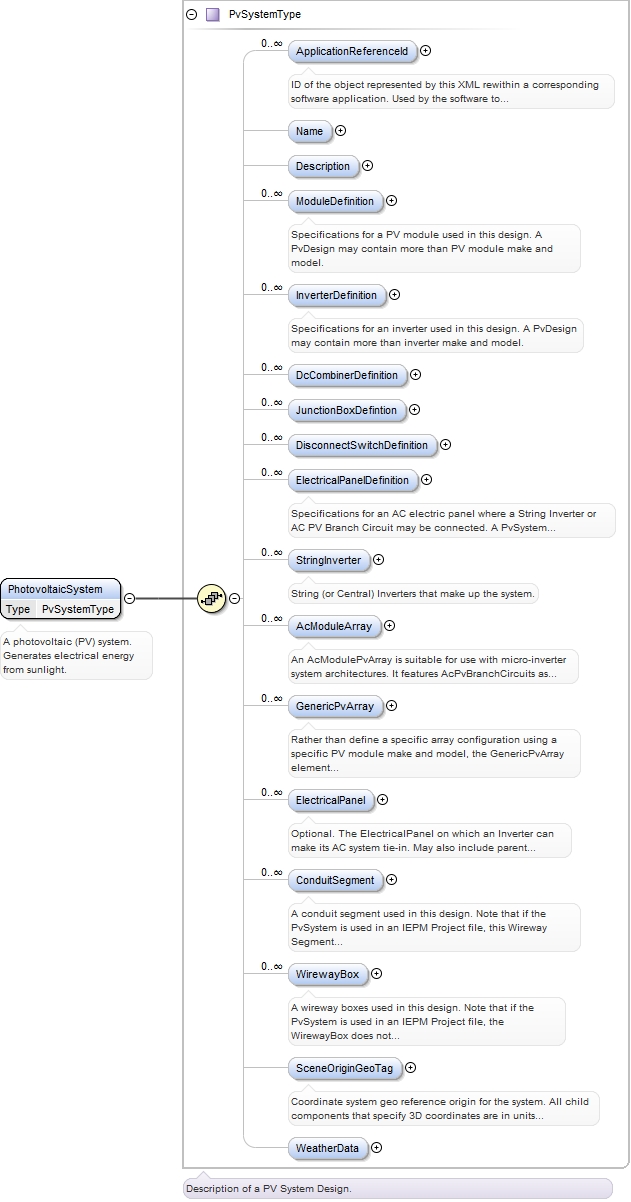 PvSystemType
0..∞
ApplicationReferenceId
ID of the object represented by this XML rewithin a corresponding
software application. Used by the software to...
Name
Description
0..∞
ModuleDefinition
Specifications for a PV module used in this design. A
PvDesign may contain more than PV module make and
model.
0..∞
InverterDefinition
Specifications for an inverter used in this design. A PvDesign
may contain more than inverter make and model.
0..∞
DcCombinerDefinition
0..∞
JunctionBoxDefintion
0..∞
DisconnectSwitchDefinition
0..∞
ElectricalPanelDefinition
Specifications for an AC electric panel where a String Inverter or
AC PV Branch Circuit may be connected. A PvSystem...
0..∞
StringInverter
String (or Central) Inverters that make up the system.
PhotovoltaicSystem
Type PvSystemType
A photovoltaic (PV) system.
Generates electrical energy
from sunlight.
0..∞
AcModuleArray
An AcModulePvArray is suitable for use with micro-inverter
system architectures. It features AcPvBranchCircuits as...
0..∞
GenericPvArray
Rather than define a specific array configuration using a
specific PV module make and model, the GenericPvArray
element...
0..∞
ElectricalPanel
Optional. The ElectricalPanel on which an Inverter can
make its AC system tie-in. May also include parent...
0..∞
ConduitSegment
A conduit segment used in this design. Note that if the
PvSystem is used in an IEPM Project file, this Wireway
Segment...
0..∞
WirewayBox
A wireway boxes used in this design. Note that if the
PvSystem is used in an IEPM Project file, the
WirewayBox does not...
SceneOriginGeoTag
Coordinate system geo reference origin for the system. All child
components that specify 3D coordinates are in units...
WeatherData
Description of a PV System Design.